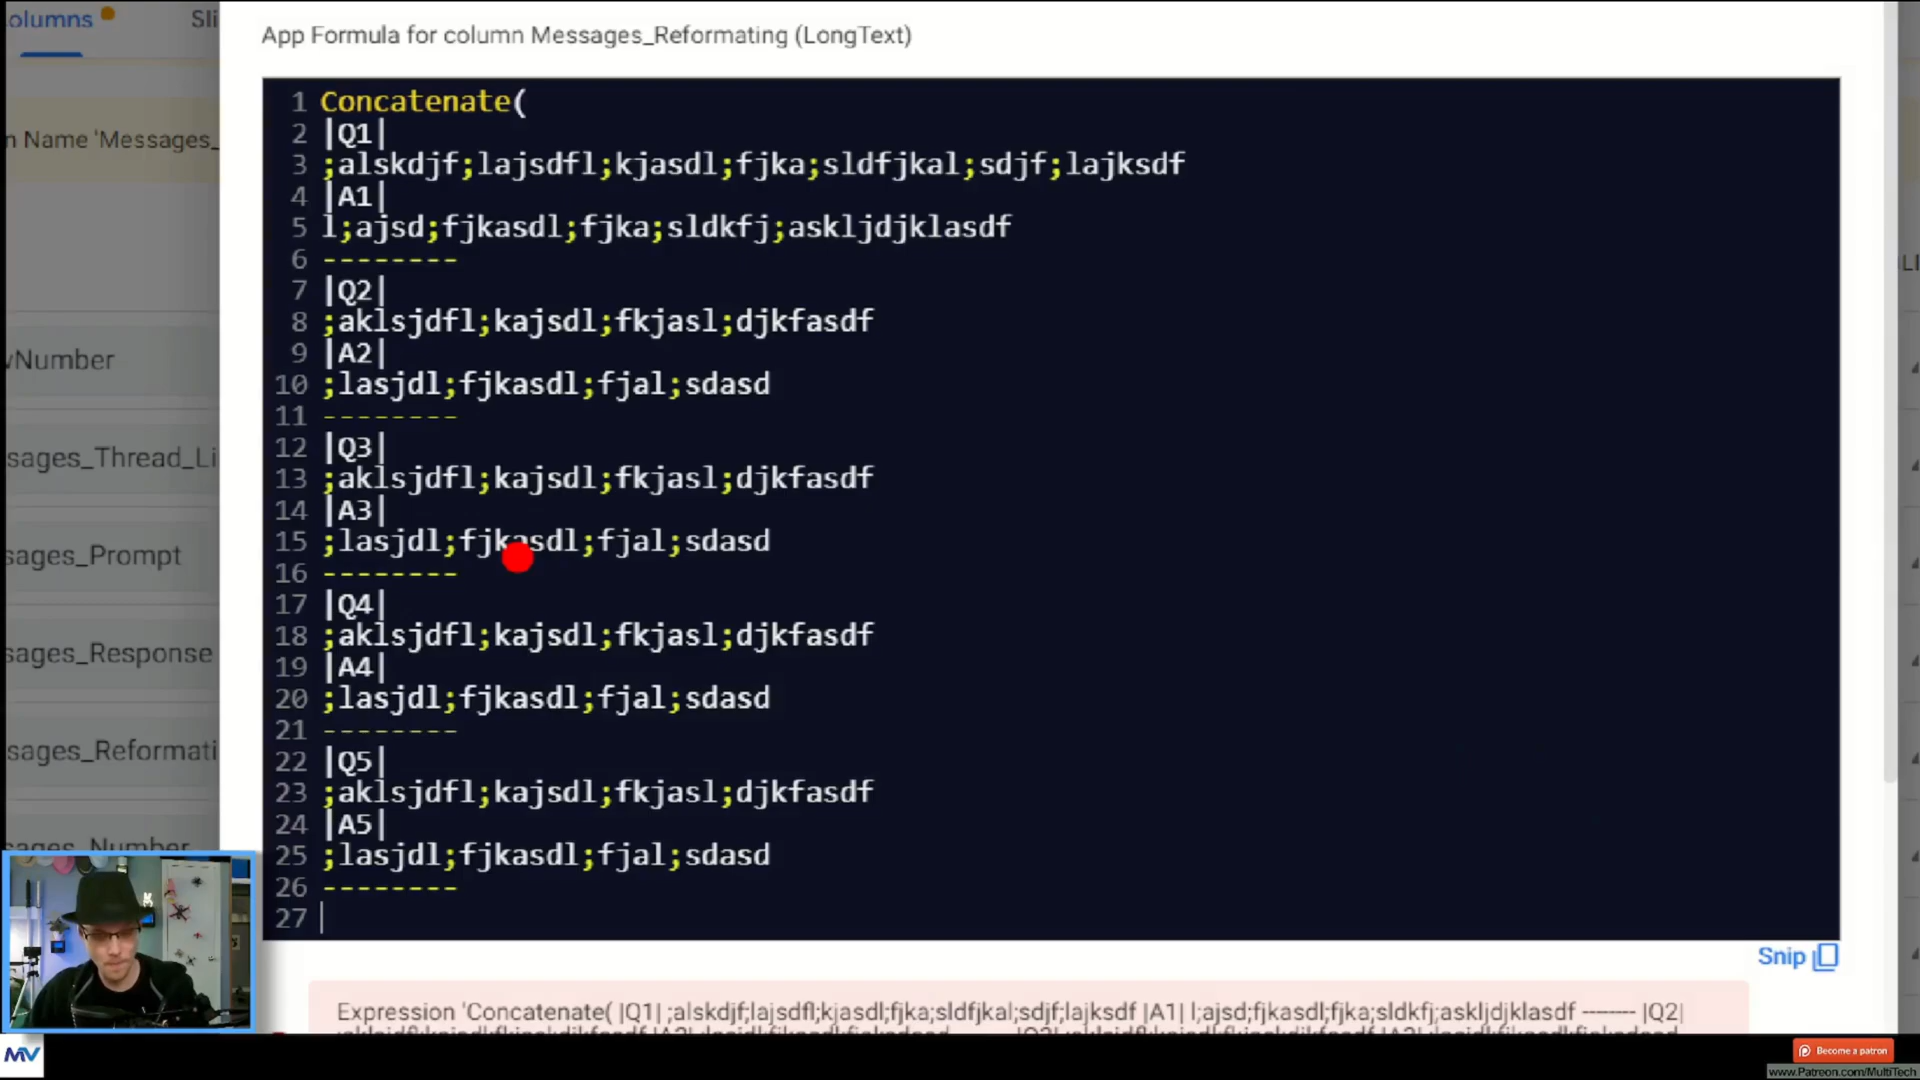 olumns
Sli
App Formula for column Messages_Reformating (LongText)
n Name 'Messages_
wNumber
sages_Thread_Li
sages_Prompt
sages_Response
sages_Reformati
sages_Number
1 Concatenate(
2 |Q1|
3 ;alskdjf;lajsdfl;kjasdl;fjka;sldfjkal;sdjf;lajksdf
4 |A1|
5 l;ajsd;fjkasdl;fjka;sldkfj;askljdjklasdf
6 --------
7 |Q2|
8 ;aklsjdfl;kajsdl;fkjasl;djkfasdf
9 |A2|
10 ;lasjdl;fjkasdl;fjal;sdasd
11 --------
12 |Q3|
13 ;aklsjdfl;kajsdl;fkjasl;djkfasdf
14 |A3|
15 ;lasjdl;fjkasdl;fjal;sdasd
16 --------
17 |Q4|
18 ;aklsjdfl;kajsdl;fkjasl;djkfasdf
19 |A4|
20 ;lasjdl;fjkasdl;fjal;sdasd
21 --------
22 |Q5|
23 ;aklsjdfl;kajsdl;fkjasl;djkfasdf
24 |A5|
25 ;lasjdl;fjkasdl;fjal;sdasd
26 --------
27
LI
Snip
Expression 'Concatenate( |Q1| ;alskdjf;lajsdfl;kjasdl;fjka;sldfjkal;sdjf;lajksdf |A1| l;ajsd;fjkasdl;fjka;sldkfj;askljdjklasdf -------- |Q2|
MV
Become a patron
www.Patreon.com/MultiTech